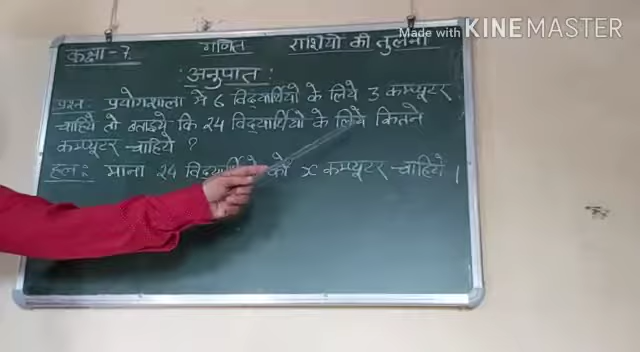 Made with KINEMASTER
कक्षा-7 गणित राशियो की तुलना
अनुपात:
प्रश्न: प्रयोगशाला मे 6 विद्यार्थियो के लिये 3 कम्प्यूटर
चाहिये तो बताइये कि 24 विद्यार्थियो के लिये कितने
कम्प्यूटर चाहिये ?
हल: माना 24 को x कम्प्यूटर चाहिये ।